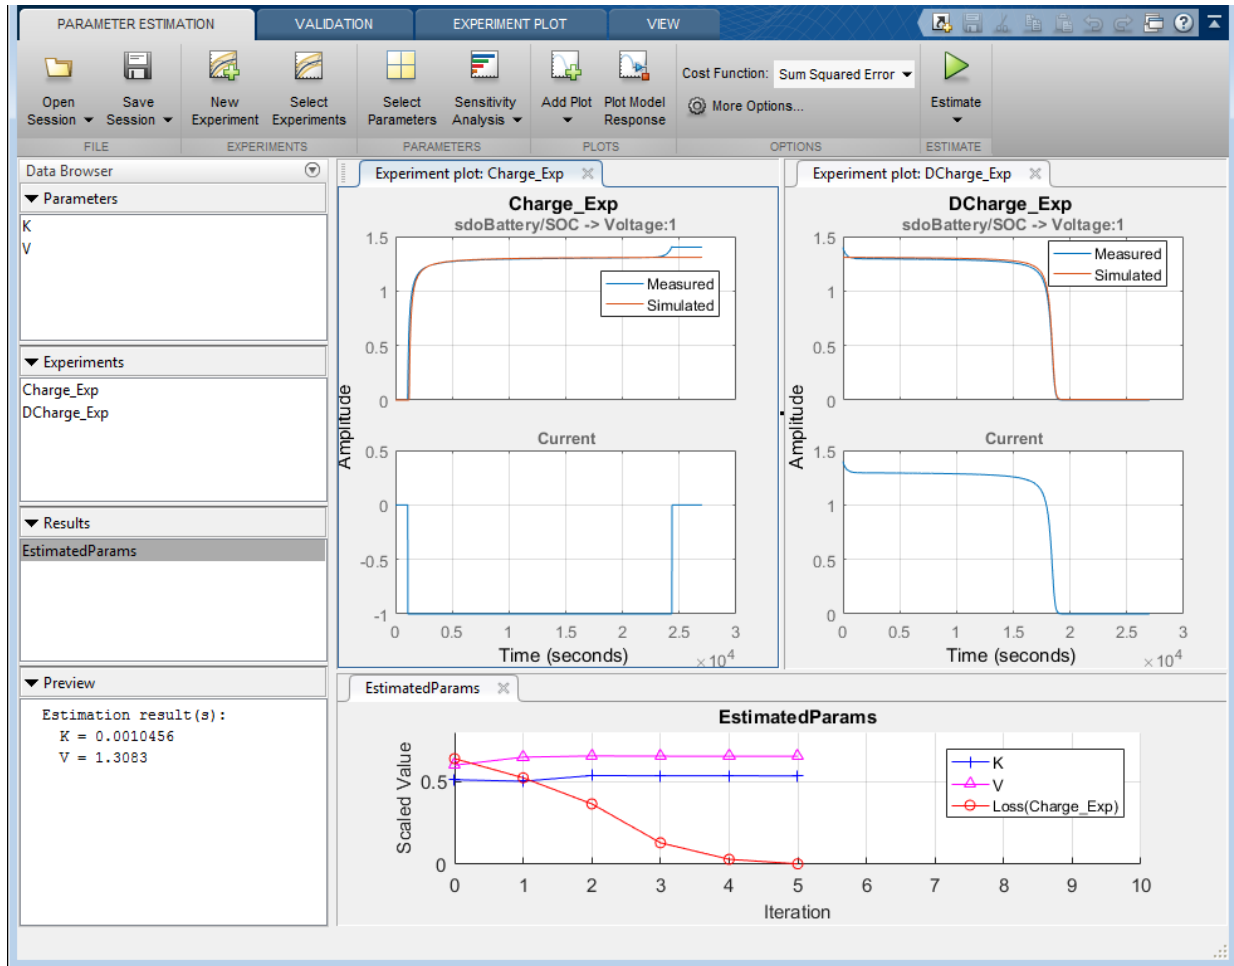 PARAMETER ESTIMATION
VALIDATION
EXPERIMENT PLOT
VIEW
Open Session
Save Session
New Experiment
Select Experiments
Select Parameters
Sensitivity Analysis
Add Plot
Plot Model Response
Cost Function: Sum Squared Error
More Options...
Estimate
FILE
EXPERIMENTS
PARAMETERS
PLOTS
OPTIONS
ESTIMATE
Data Browser
Parameters
K
V
Experiments
Charge_Exp
DCharge_Exp
Results
EstimatedParams
Preview
Estimation result(s):
K = 0.0010456
V = 1.3083
Experiment plot: Charge_Exp
Charge_Exp
sdoBattery/SOC -> Voltage:1
1.5
1
0.5
0
Measured
Simulated
Amplitude
Current
0.5
0
-0.5
-1
0 0.5 1 1.5 2 2.5 3
Time (seconds)
×10^4
Experiment plot: DCharge_Exp
DCharge_Exp
sdoBattery/SOC -> Voltage:1
1.5
1
0.5
0
Measured
Simulated
Amplitude
Current
1.5
1
0.5
0
0 0.5 1 1.5 2 2.5 3
Time (seconds)
×10^4
EstimatedParams
EstimatedParams
Scaled Value
0.5
0
K
V
Loss(Charge_Exp)
0 1 2 3 4 5 6 7 8 9 10
Iteration